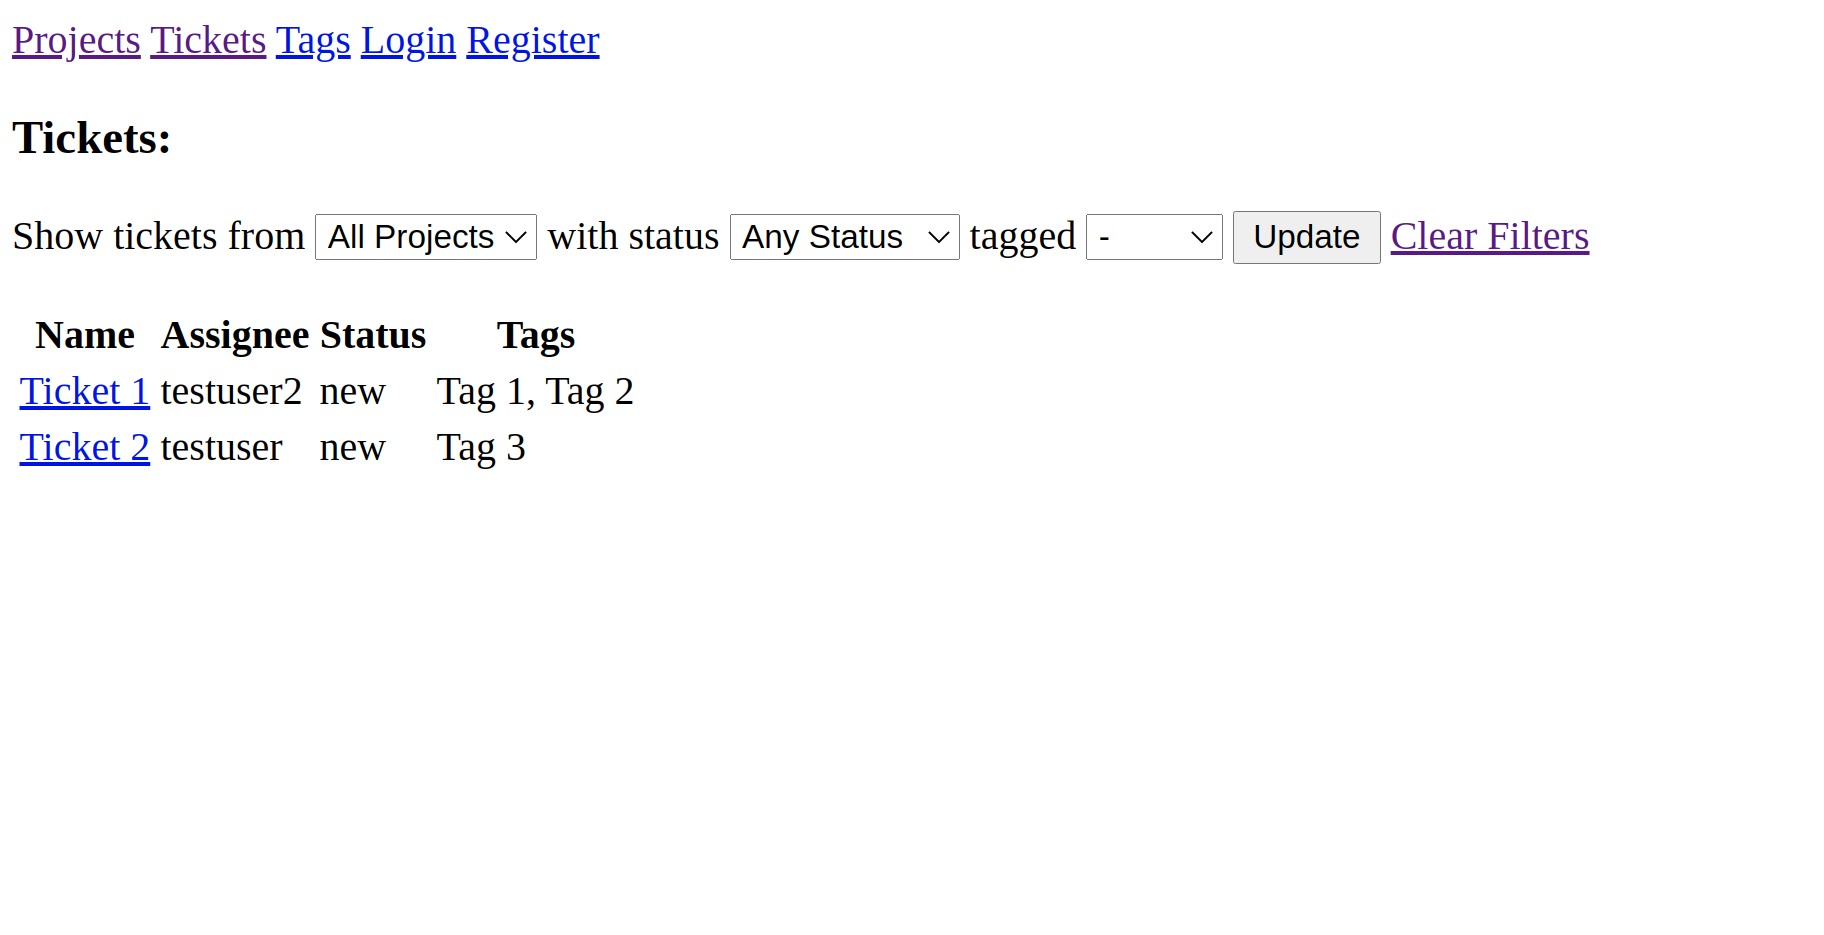 Projects Tickets Tags Login Register
Tickets:
Show tickets from All Projects with status Any Status tagged - Update Clear Filters
Name Assignee Status Tags
Ticket 1 testuser2 new Tag 1, Tag 2
Ticket 2 testuser new Tag 3